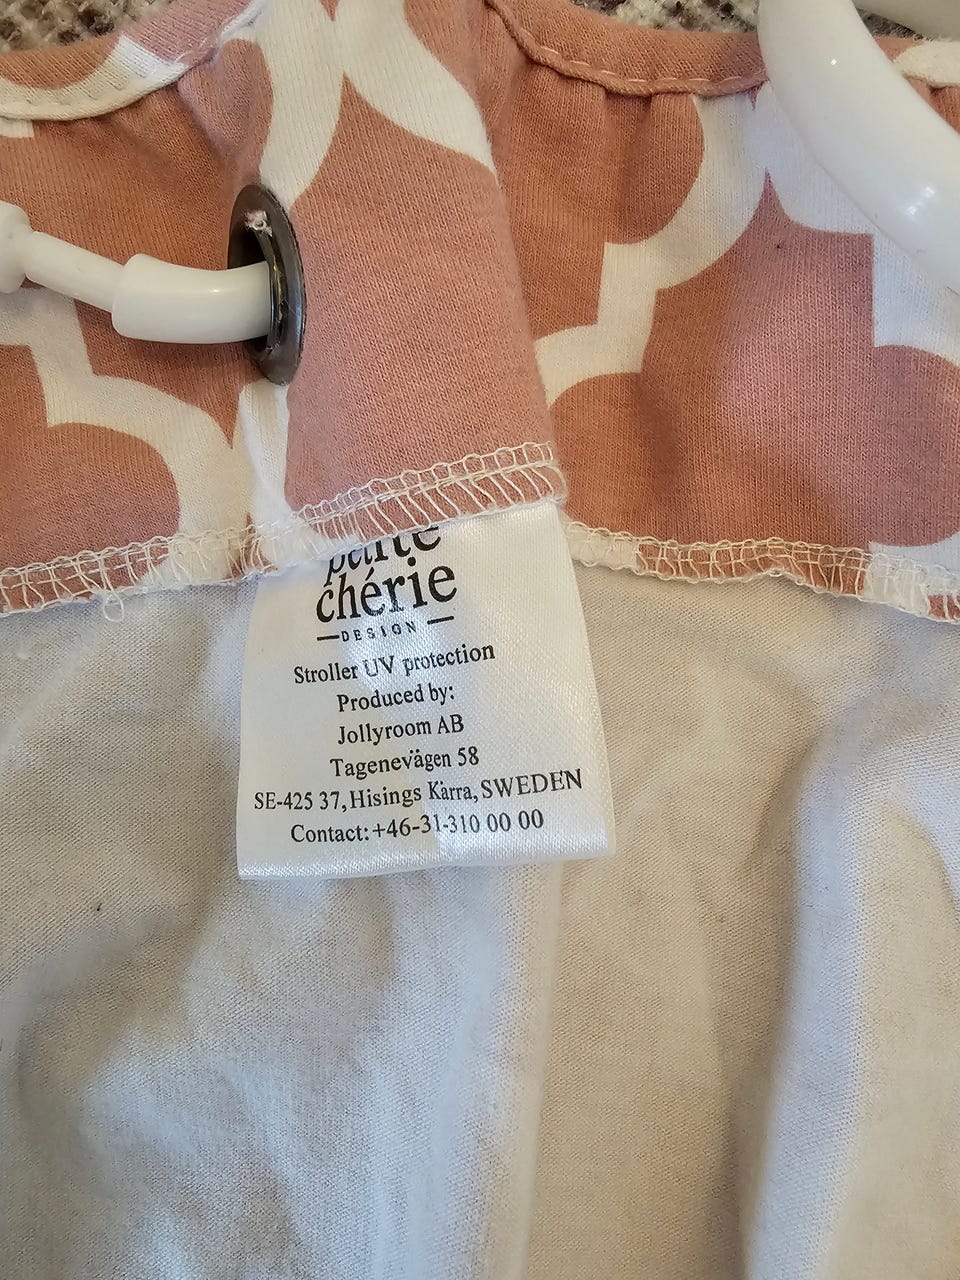 petite
chérie
DESIGN
Stroller UV protection
Produced by:
Jollyroom AB
Tagenevägen 58
SE-425 37, Hisings Kärra, SWEDEN
Contact: +46-31-310 00 00